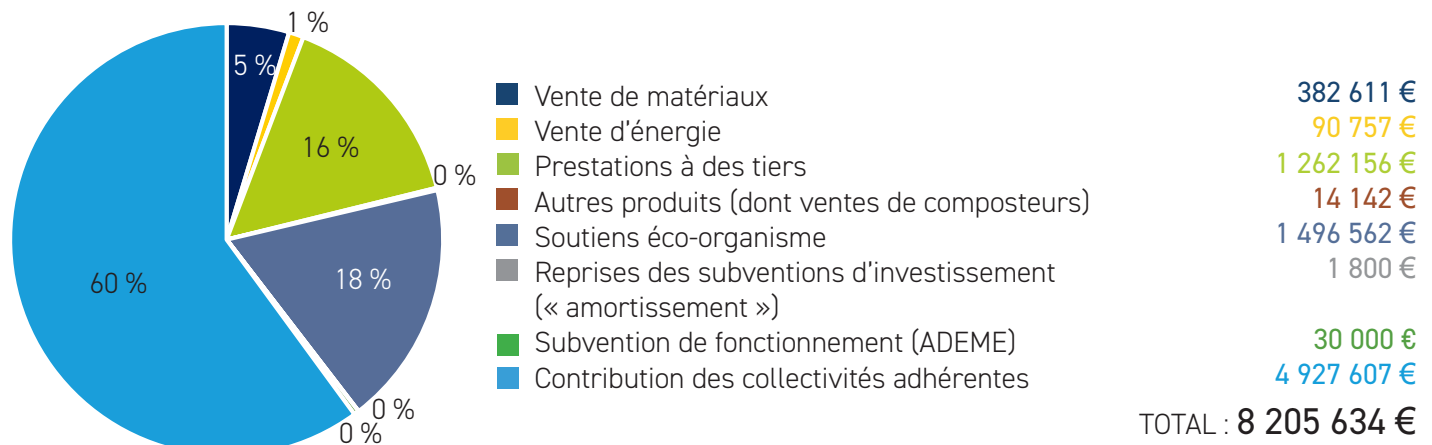 1 %
5 %
16 %
0 %
18 %
0 %
0 %
60 %
Vente de matériaux 382 611 €
Vente d'énergie 90 757 €
Prestations à des tiers 1 262 156 €
Autres produits (dont ventes de composteurs) 14 142 €
Soutiens éco-organisme 1 496 562 €
Reprises des subventions d'investissement 1 800 €
(« amortissement »)
Subvention de fonctionnement (ADEME) 30 000 €
Contribution des collectivités adhérentes 4 927 607 €
TOTAL : 8 205 634 €